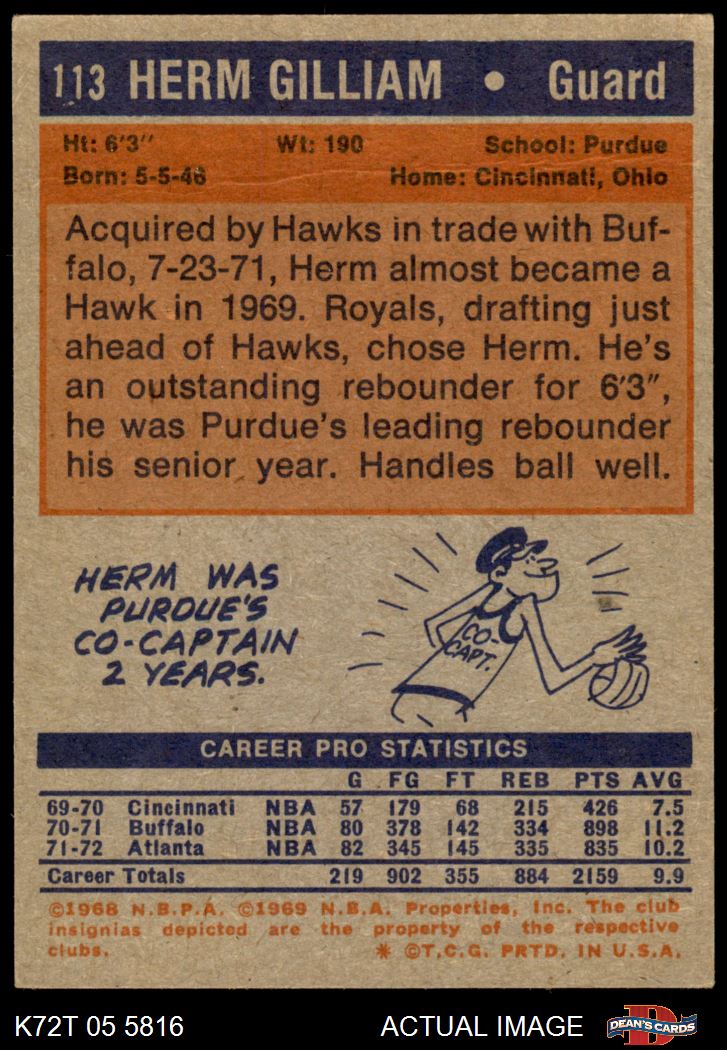 113 HERM GILLIAM • Guard
Ht: 6'3" Wt: 190 School: Purdue
Born: 5-5-46 Home: Cincinnati, Ohio
Acquired by Hawks in trade with Buf-
falo, 7-23-71, Herm almost became a
Hawk in 1969. Royals, drafting just
ahead of Hawks, chose Herm. He's
an outstanding rebounder for 6'3",
he was Purdue's leading rebounder
his senior year. Handles ball well.
HERM WAS
PURDUE'S
CO-CAPTAIN
2 YEARS.
CO-
CAPT.
CAREER PRO STATISTICS
G FG FT REB PTS AVG
69-70 Cincinnati NBA 57 179 68 215 426 7.5
70-71 Buffalo NBA 80 378 142 334 898 11.2
71-72 Atlanta NBA 82 345 145 335 835 10.2
Career Totals 219 902 355 884 2159 9.9
©1968 N.B.P.A. ©1969 N.B.A. Properties, Inc. The club
insignias depicted are the property of the respective
clubs. * ©T.C.G. PRTD. IN U.S.A.
K72T 05 5816 ACTUAL IMAGE DEAN'S CARDS